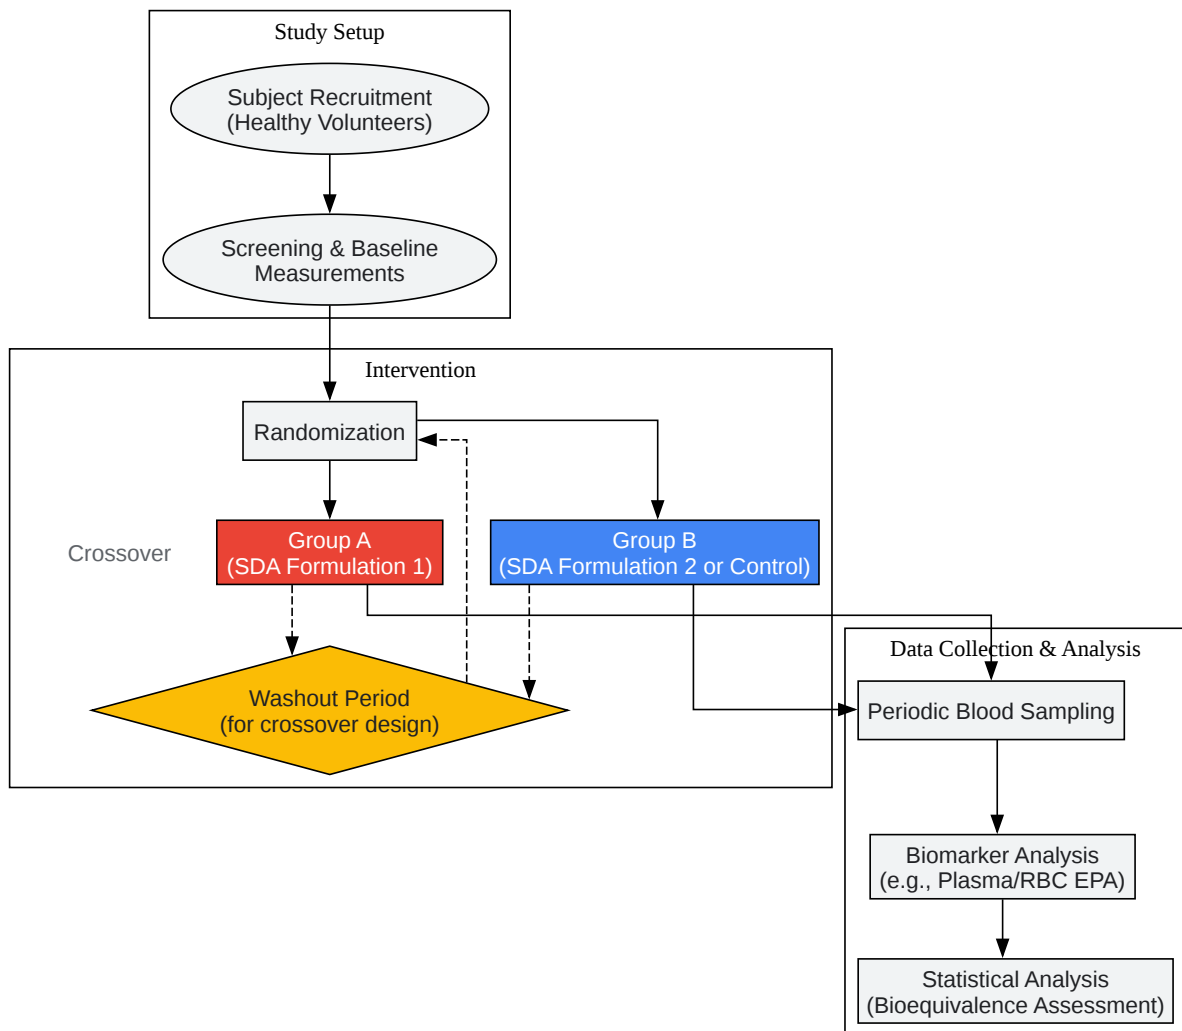 Study Setup
Subject Recruitment
(Healthy Volunteers)
Screening & Baseline
Measurements
Intervention
Randomization
Crossover
Group A
(SDA Formulation 1)
Group B
(SDA Formulation 2 or Control)
Washout Period
(for crossover design)
Data Collection & Analysis
Periodic Blood Sampling
Biomarker Analysis
(e.g., Plasma/RBC EPA)
Statistical Analysis
(Bioequivalence Assessment)